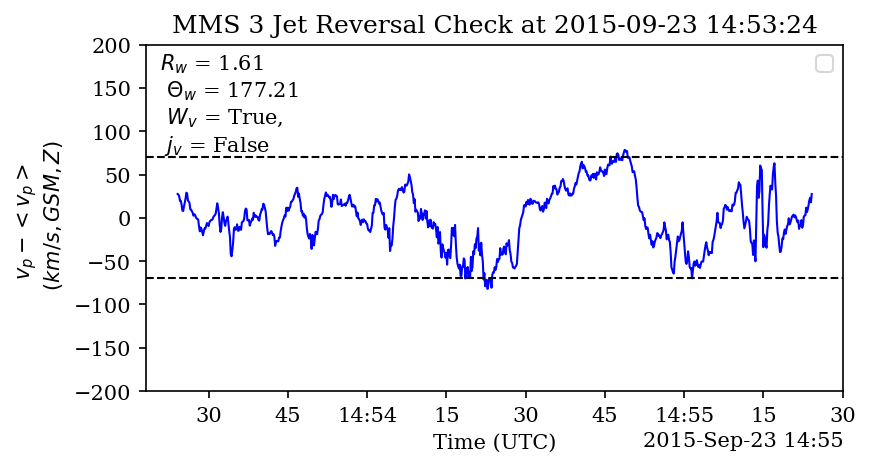 MMS 3 Jet Reversal Check at 2015-09-23 14:53:24
R_w = 1.61
Θ_w = 177.21
W_v = True,
j_v = False
v_p − < v_p >
(km/s, GSM, Z)
200
150
100
50
0
−50
−100
−150
−200
30 45 14:54 15 30 45 14:55 15 30
Time (UTC)
2015-Sep-23 14:55